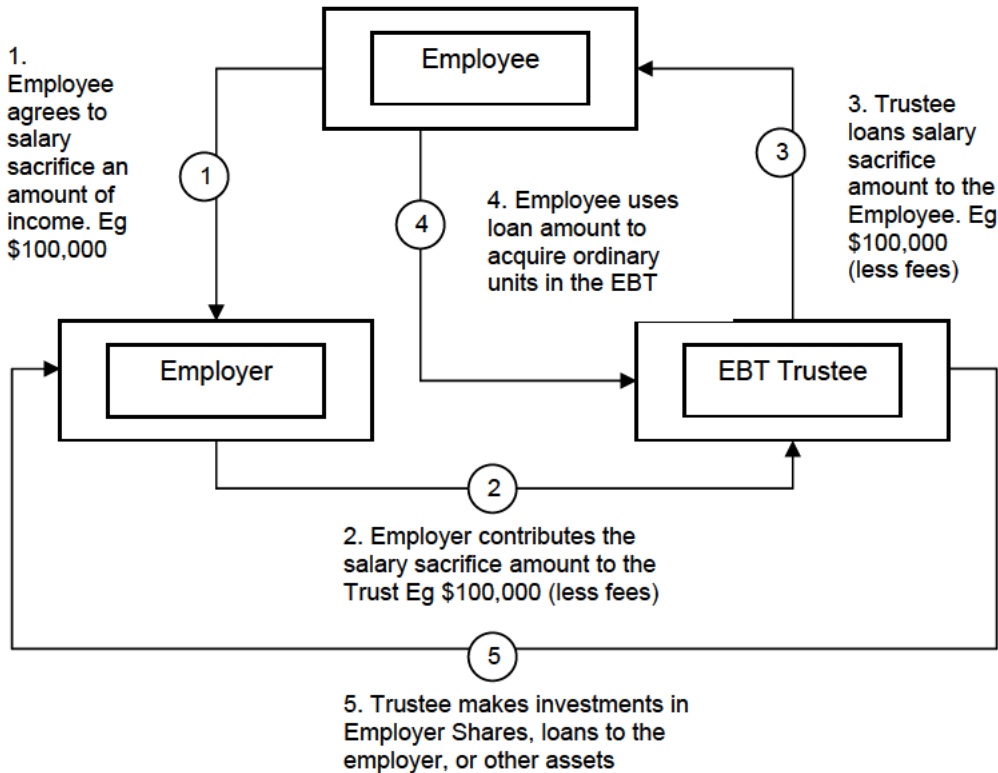 1.
Employee
agrees to
salary
sacrifice an
amount of
income. Eg
$100,000
Employee
1
4
3
4. Employee uses
loan amount to
acquire ordinary
units in the EBT
3. Trustee
loans salary
sacrifice
amount to the
Employee. Eg
$100,000
(less fees)
Employer
EBT Trustee
2
2. Employer contributes the
salary sacrifice amount to the
Trust Eg $100,000 (less fees)
5
5. Trustee makes investments in
Employer Shares, loans to the
employer, or other assets